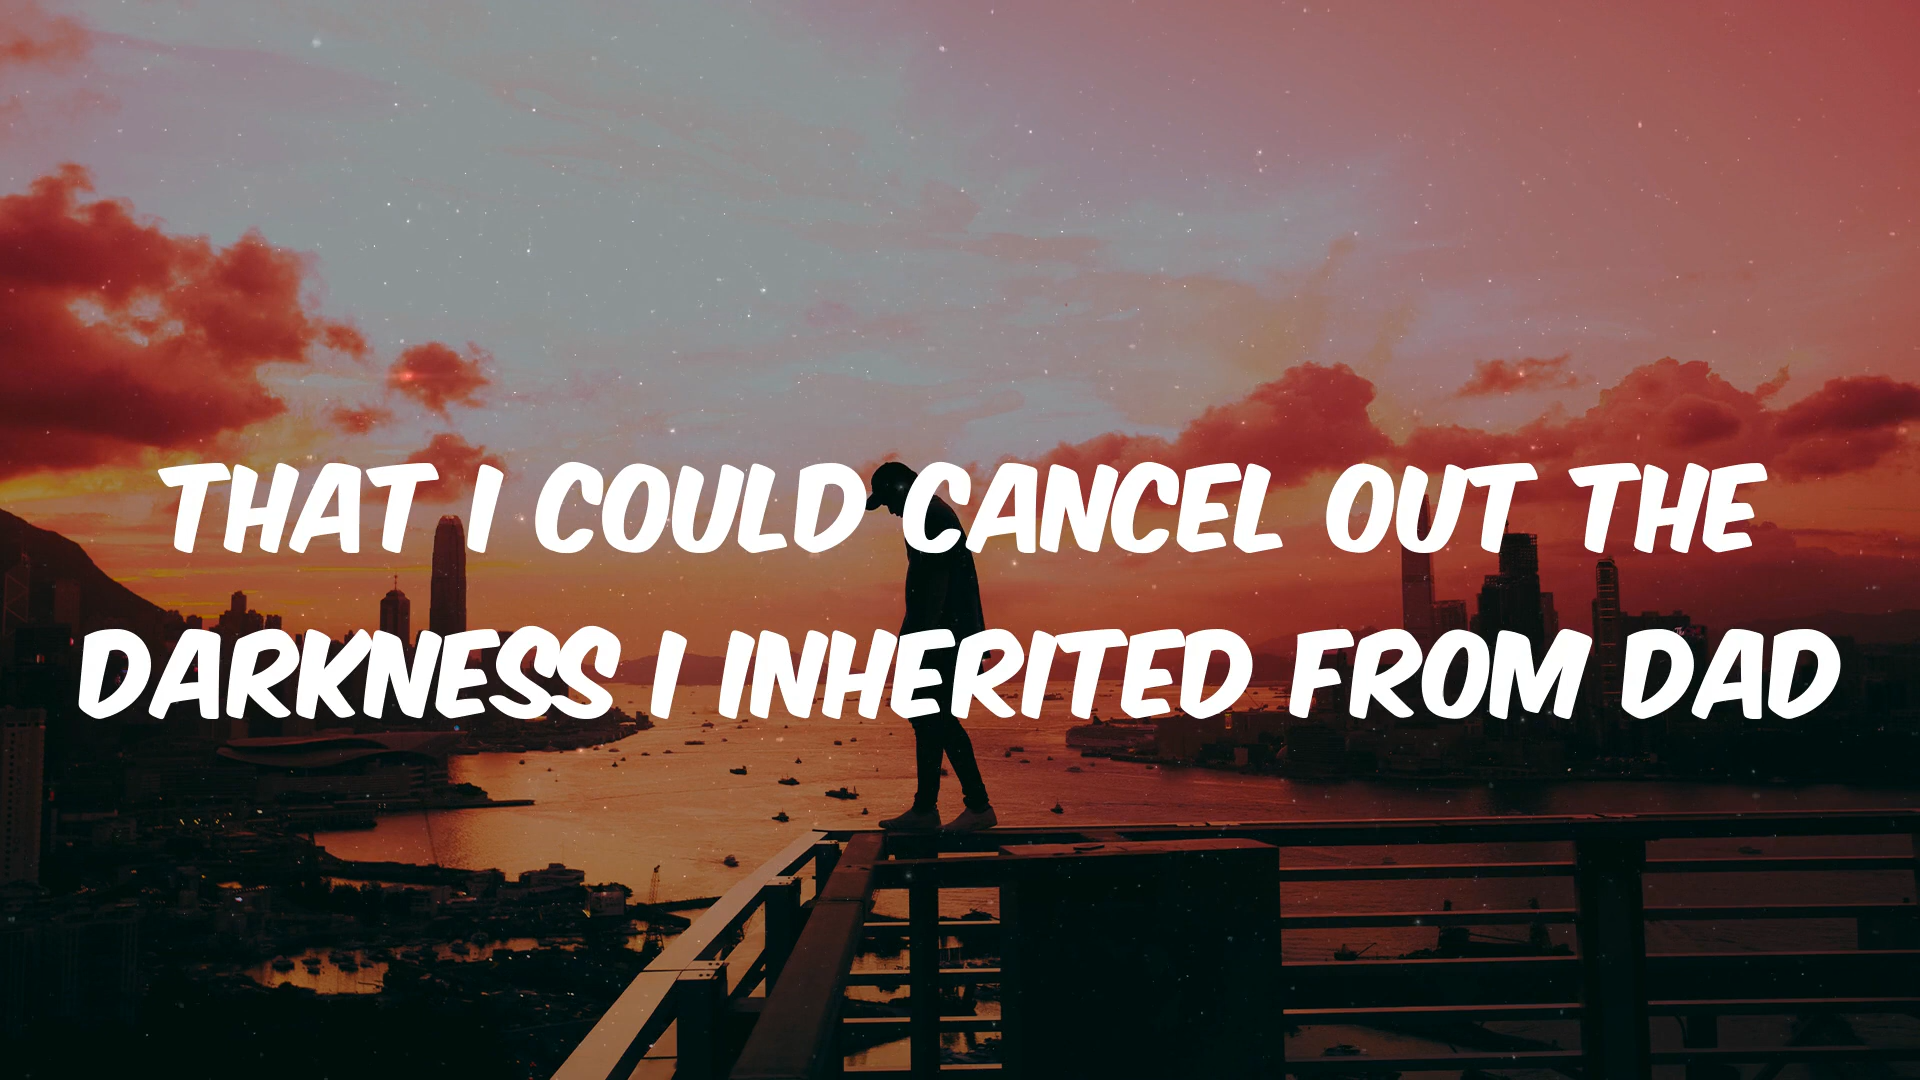 THAT I COULD CANCEL OUT THE
DARKNESS I INHERITED FROM DAD